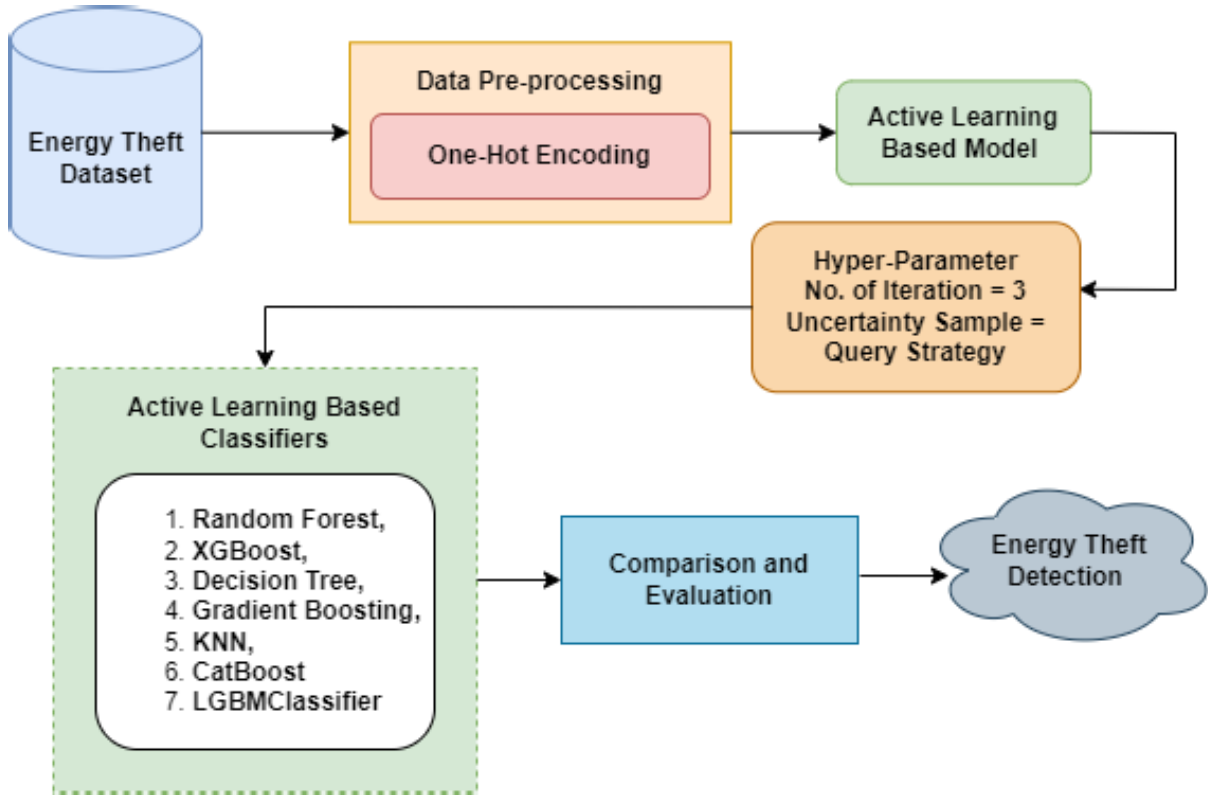 Energy Theft
Dataset
Data Pre-processing
One-Hot Encoding
Active Learning
Based Model
Hyper-Parameter
No. of Iteration = 3
Uncertainty Sample =
Query Strategy
Active Learning Based
Classifiers
1. Random Forest,
2. XGBoost,
3. Decision Tree,
4. Gradient Boosting,
5. KNN,
6. CatBoost
7. LGBMClassifier
Comparison and
Evaluation
Energy Theft
Detection